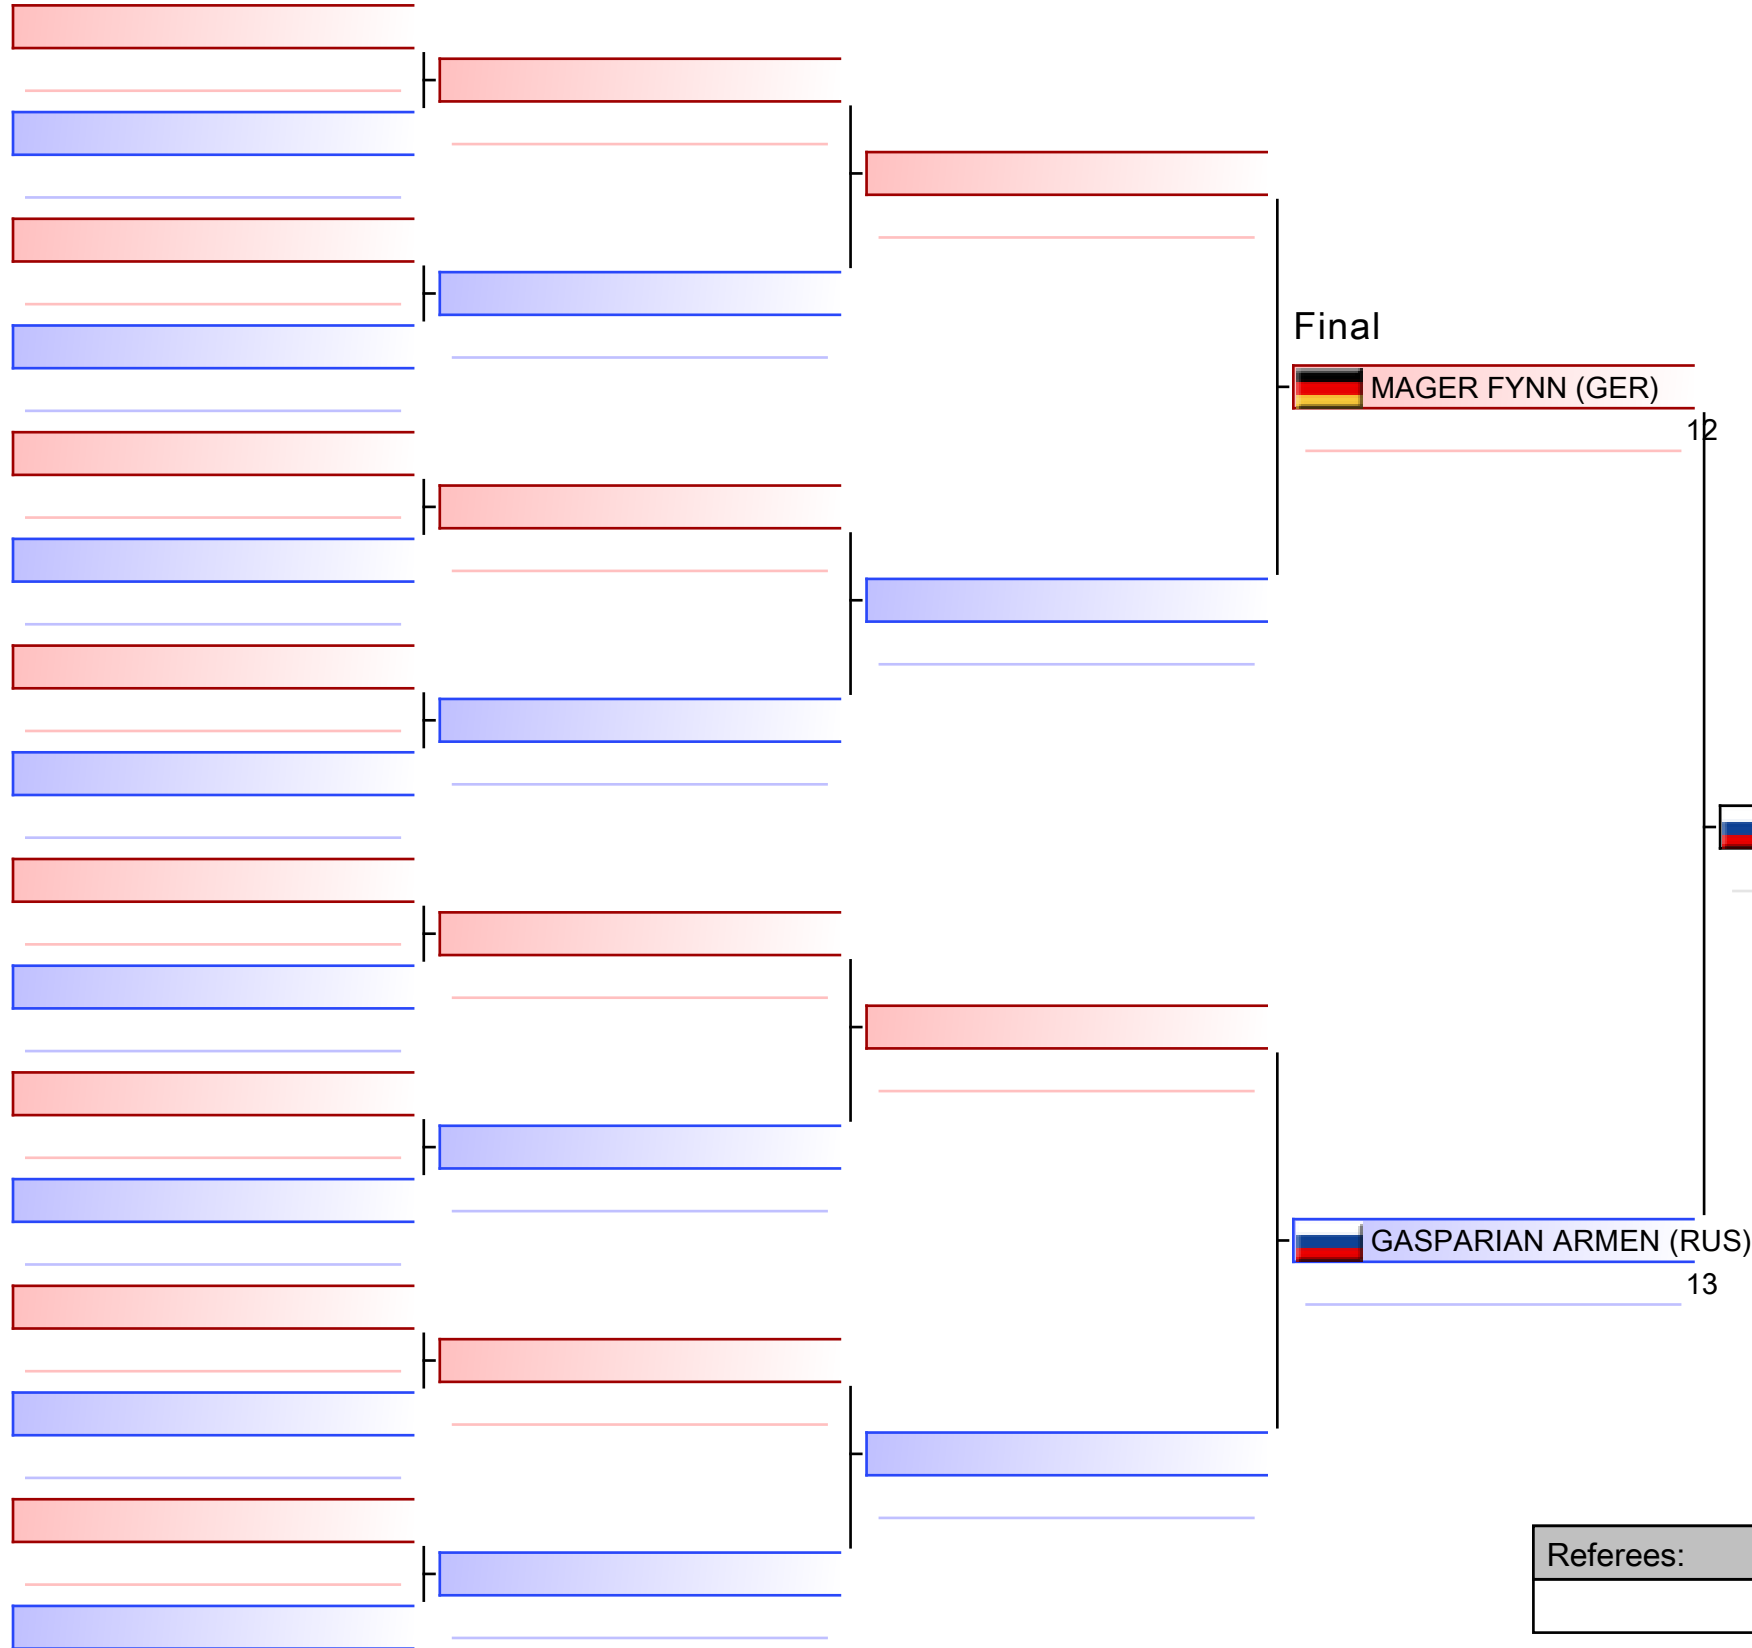 Final
MAGER FYNN (GER)
12
GASPARIAN ARMEN (RUS)
13
Referees: